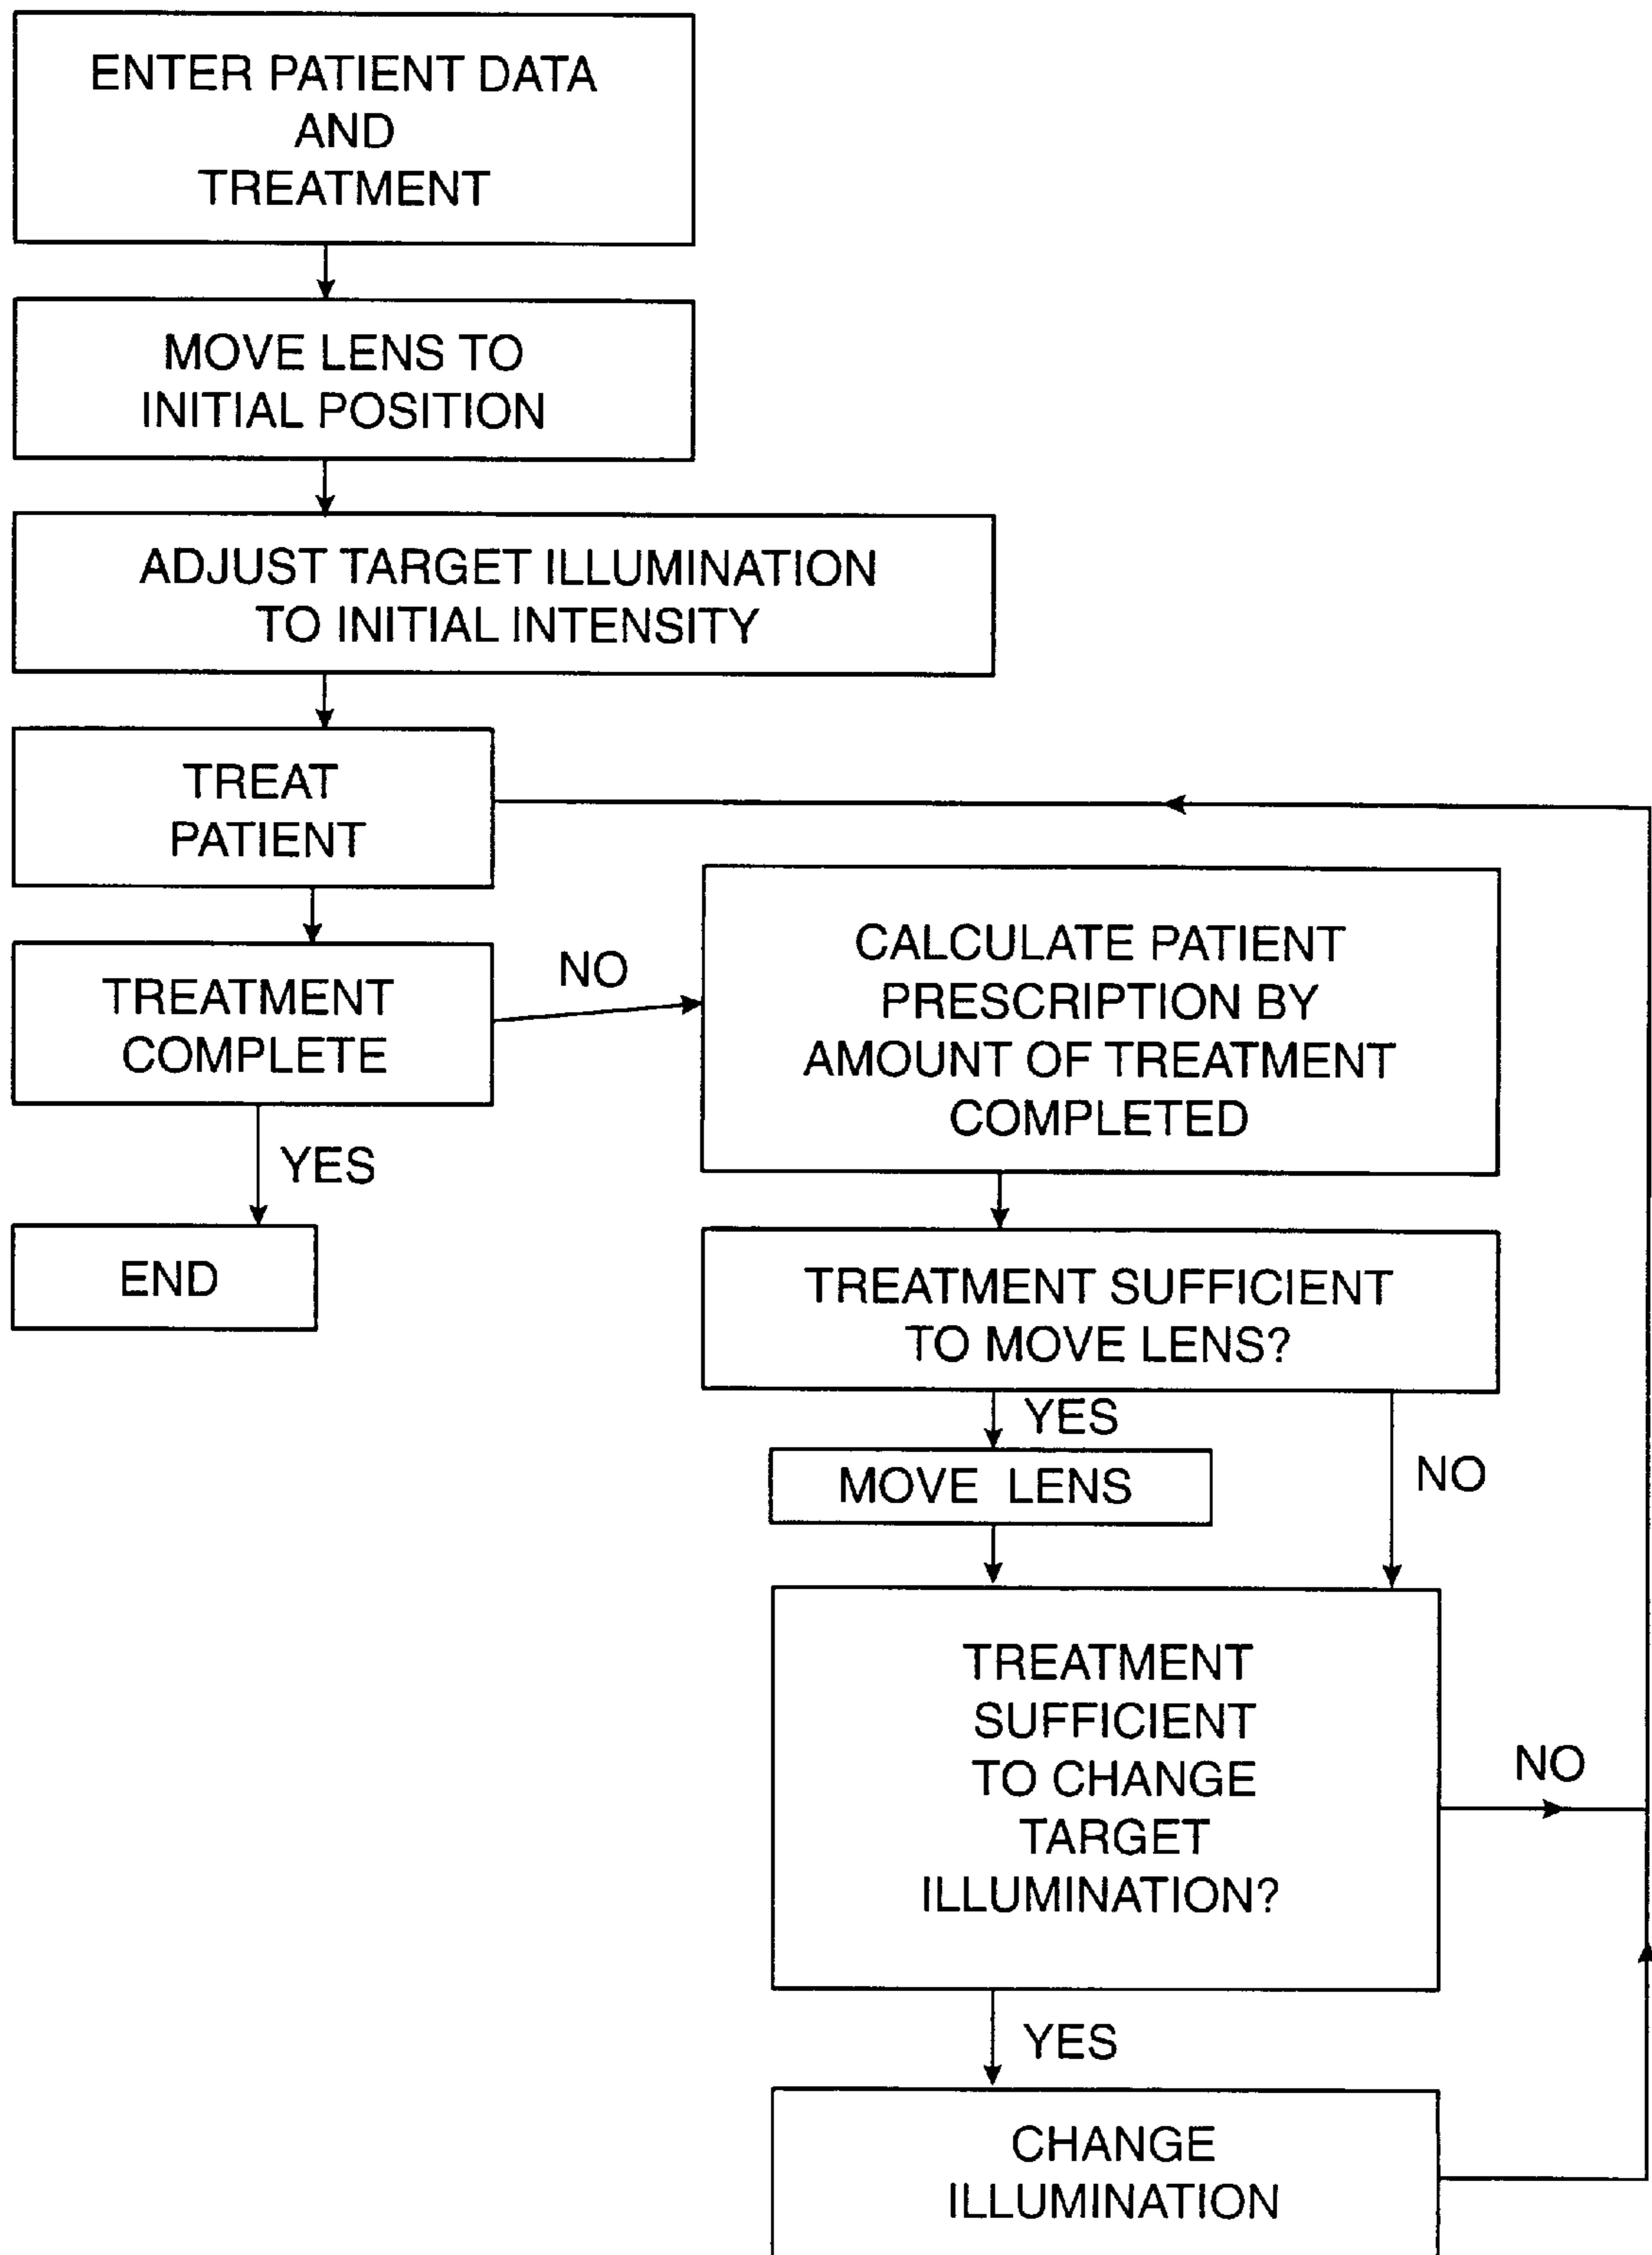 ENTER PATIENT DATA
AND
TREATMENT
MOVE LENS TO
INITIAL POSITION
ADJUST TARGET ILLUMINATION
TO INITIAL INTENSITY
TREAT
PATIENT
TREATMENT
COMPLETE
NO
YES
END
CALCULATE PATIENT
PRESCRIPTION BY
AMOUNT OF TREATMENT
COMPLETED
TREATMENT SUFFICIENT
TO MOVE LENS?
YES
NO
MOVE LENS
TREATMENT
SUFFICIENT
TO CHANGE
TARGET
ILLUMINATION?
NO
YES
CHANGE
ILLUMINATION